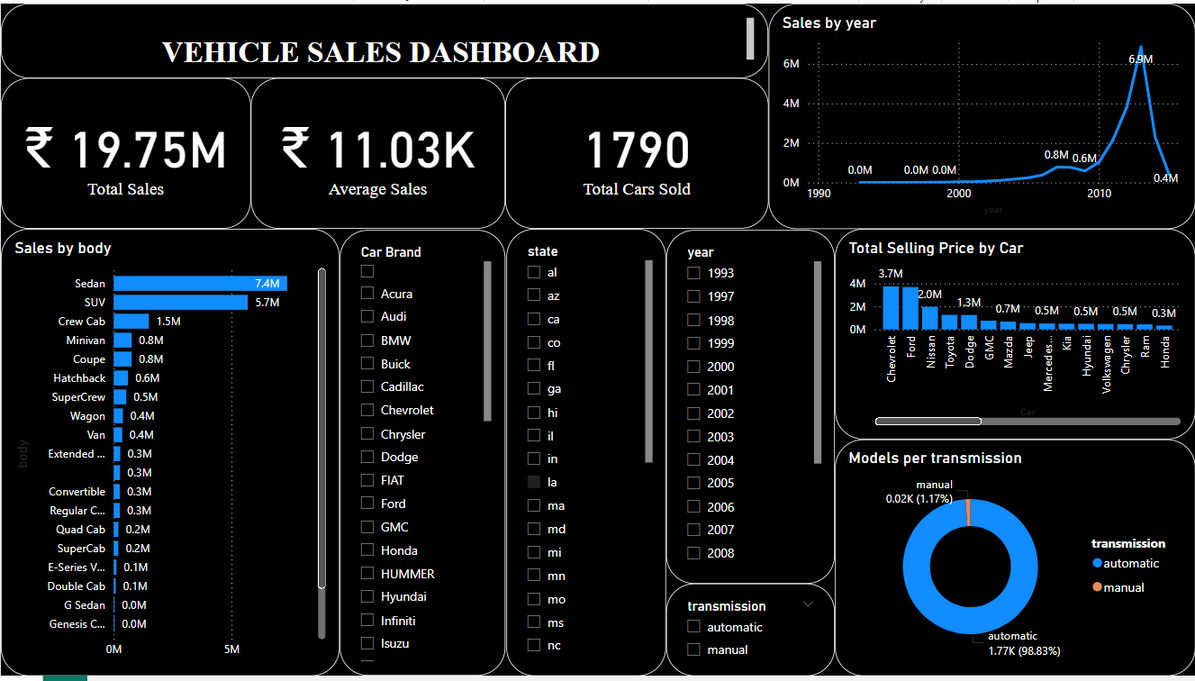 VEHICLE SALES DASHBOARD
₹ 19.75M
Total Sales
₹ 11.03K
Average Sales
1790
Total Cars Sold
Sales by year
6M
4M
2M
0M
0.0M
0.0M 0.0M
0.8M 0.6M
6.9M
0.4M
1990
2000
2010
year
Sales by body
body
Sedan 7.4M
SUV 5.7M
Crew Cab 1.5M
Minivan 0.8M
Coupe 0.8M
Hatchback 0.6M
SuperCrew 0.5M
Wagon 0.4M
Van 0.4M
Extended ... 0.3M
0.3M
Convertible 0.3M
Regular C... 0.3M
Quad Cab 0.2M
SuperCab 0.2M
E-Series V... 0.1M
Double Cab 0.1M
G Sedan 0.0M
Genesis C... 0.0M
0M 5M
Car Brand
Acura
Audi
BMW
Buick
Cadillac
Chevrolet
Chrysler
Dodge
FIAT
Ford
GMC
Honda
HUMMER
Hyundai
Infiniti
Isuzu
state
al
az
ca
co
fl
ga
hi
il
in
la
ma
md
mi
mn
mo
ms
nc
year
1993
1997
1998
1999
2000
2001
2002
2003
2004
2005
2006
2007
2008
transmission
automatic
manual
Total Selling Price by Car
4M
2M
0M
3.7M
2.0M
1.3M
0.7M
0.5M
0.5M
0.5M
0.3M
Chevrolet
Ford
Nissan
Toyota
Dodge
GMC
Mazda
Jeep
Mercedes...
Kia
Hyundai
Volkswagen
Chrysler
Ram
Honda
Car
Models per transmission
manual
0.02K (1.17%)
automatic
1.77K (98.83%)
transmission
automatic
manual